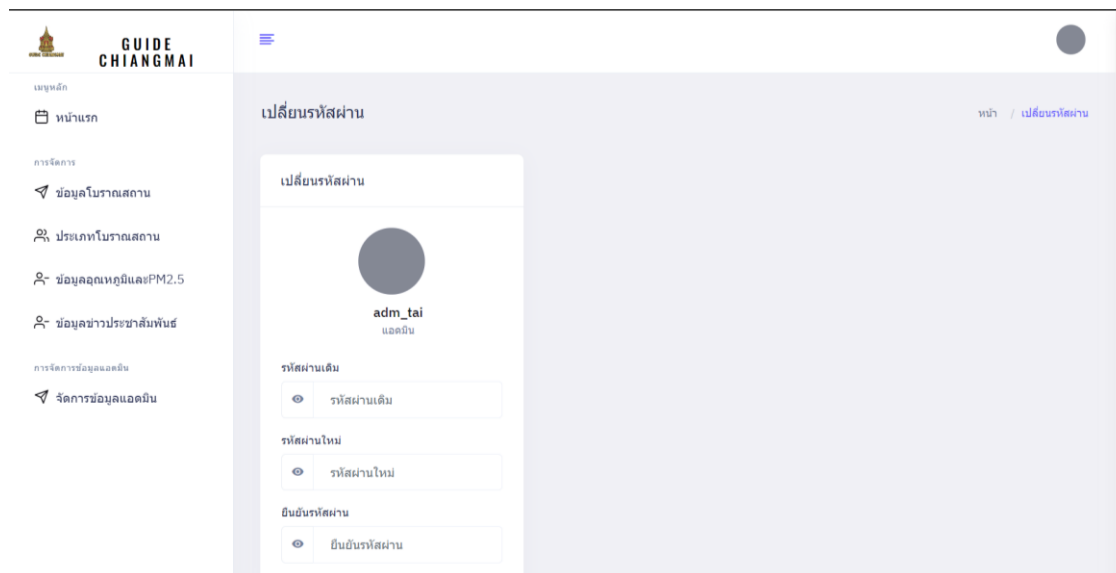 GUIDE
CHIANGMAI
เมนูหลัก
หน้าแรก
การจัดการ
ข้อมูลโบราณสถาน
ประเภทโบราณสถาน
ข้อมูลอุณหภูมิและPM2.5
ข้อมูลข่าวประชาสัมพันธ์
การจัดการข้อมูลแอดมิน
จัดการข้อมูลแอดมิน
เปลี่ยนรหัสผ่าน
หน้า / เปลี่ยนรหัสผ่าน
เปลี่ยนรหัสผ่าน
adm_tai
แอดมิน
รหัสผ่านเดิม
รหัสผ่านเดิม
รหัสผ่านใหม่
รหัสผ่านใหม่
ยืนยันรหัสผ่าน
ยืนยันรหัสผ่าน